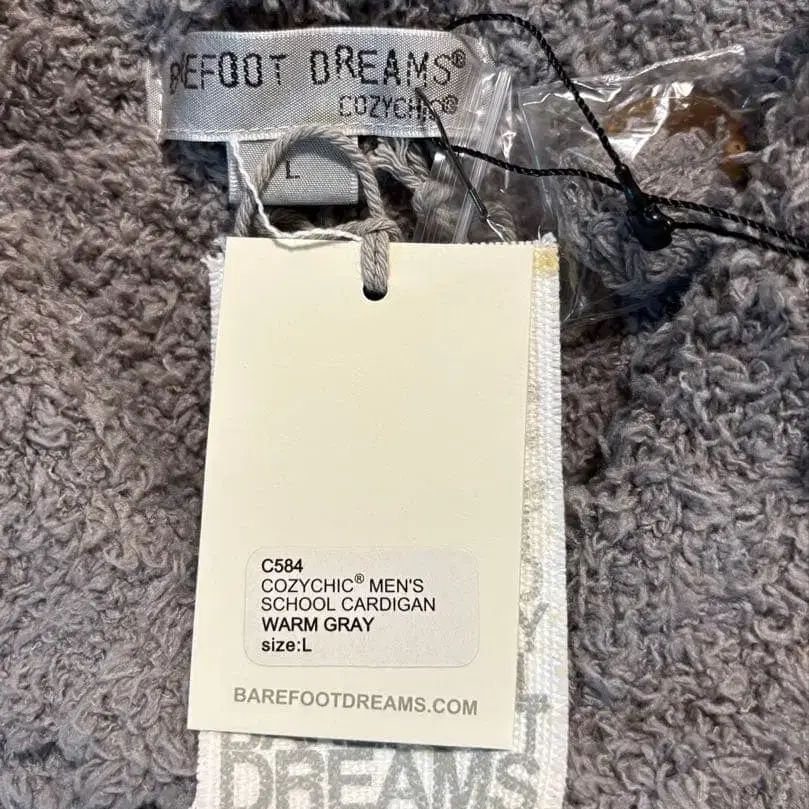 BAREFOOT DREAMS®
COZYCHIC®
L
C584
COZYCHIC® MEN'S
SCHOOL CARDIGAN
WARM GRAY
size:L
BAREFOOTDREAMS.COM
DREAMS